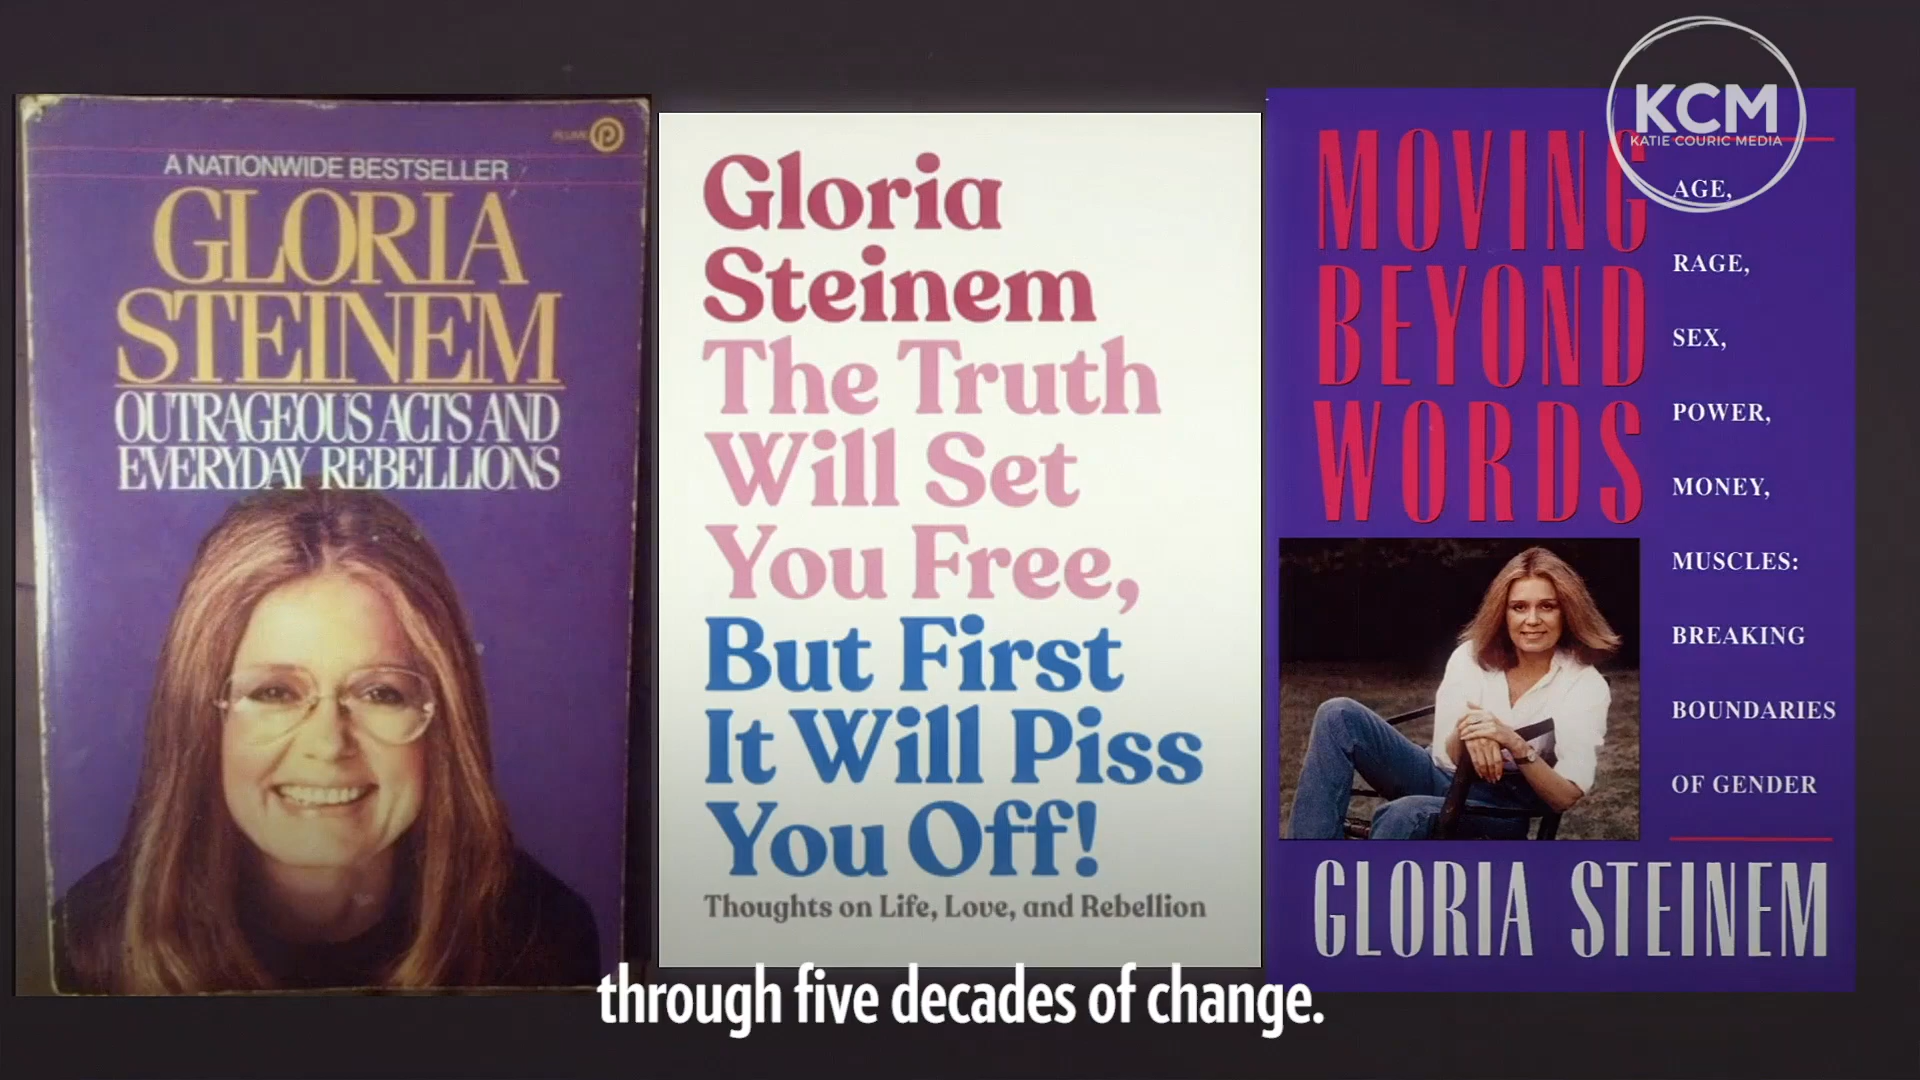 PLUME
A NATIONWIDE BESTSELLER
GLORIA
STEINEM
OUTRAGEOUS ACTS AND
EVERYDAY REBELLIONS
Gloria
Steinem
The Truth
Will Set
You Free,
But First
It Will Piss
You Off!
Thoughts on Life, Love, and Rebellion
MOVING
BEYOND
WORDS
AGE,
RAGE,
SEX,
POWER,
MONEY,
MUSCLES:
BREAKING
BOUNDARIES
OF GENDER
GLORIA STEINEM
KCM
KATIE COURIC MEDIA
through five decades of change.